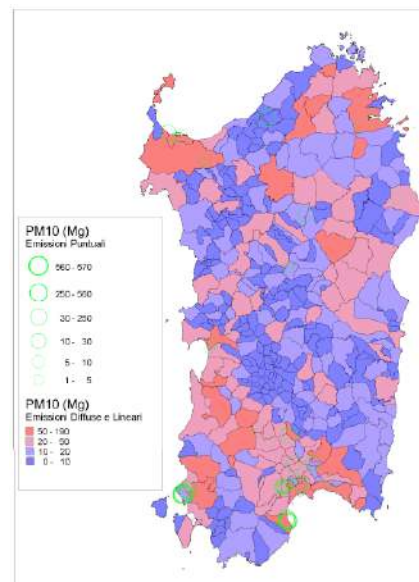 PM10 (Mg)
Emissioni Puntuali
560 - 670
250 - 560
30 - 250
10 - 30
5 - 10
1 - 5
PM10 (Mg)
Emissioni Diffuse e Lineari
50 - 190
20 - 50
10 - 20
0 - 10